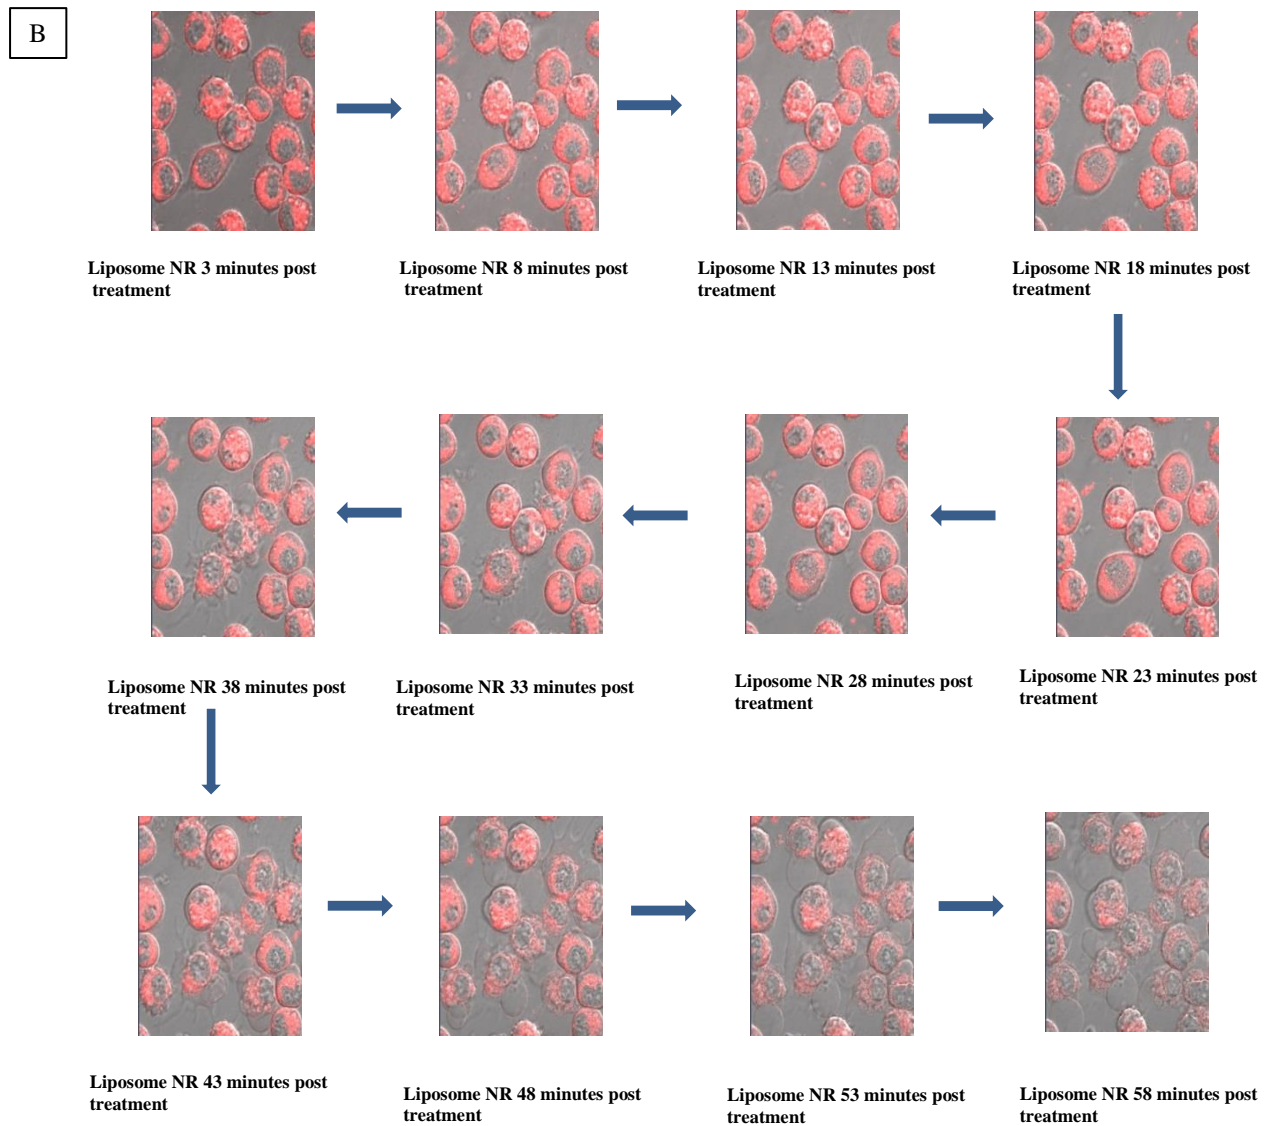 B
Liposome NR 3 minutes post
treatment
Liposome NR 8 minutes post
treatment
Liposome NR 13 minutes post
treatment
Liposome NR 18 minutes post
treatment
Liposome NR 38 minutes post
treatment
Liposome NR 33 minutes post
treatment
Liposome NR 28 minutes post
treatment
Liposome NR 23 minutes post
treatment
Liposome NR 43 minutes post
treatment
Liposome NR 48 minutes post
treatment
Liposome NR 53 minutes post
treatment
Liposome NR 58 minutes post
treatment